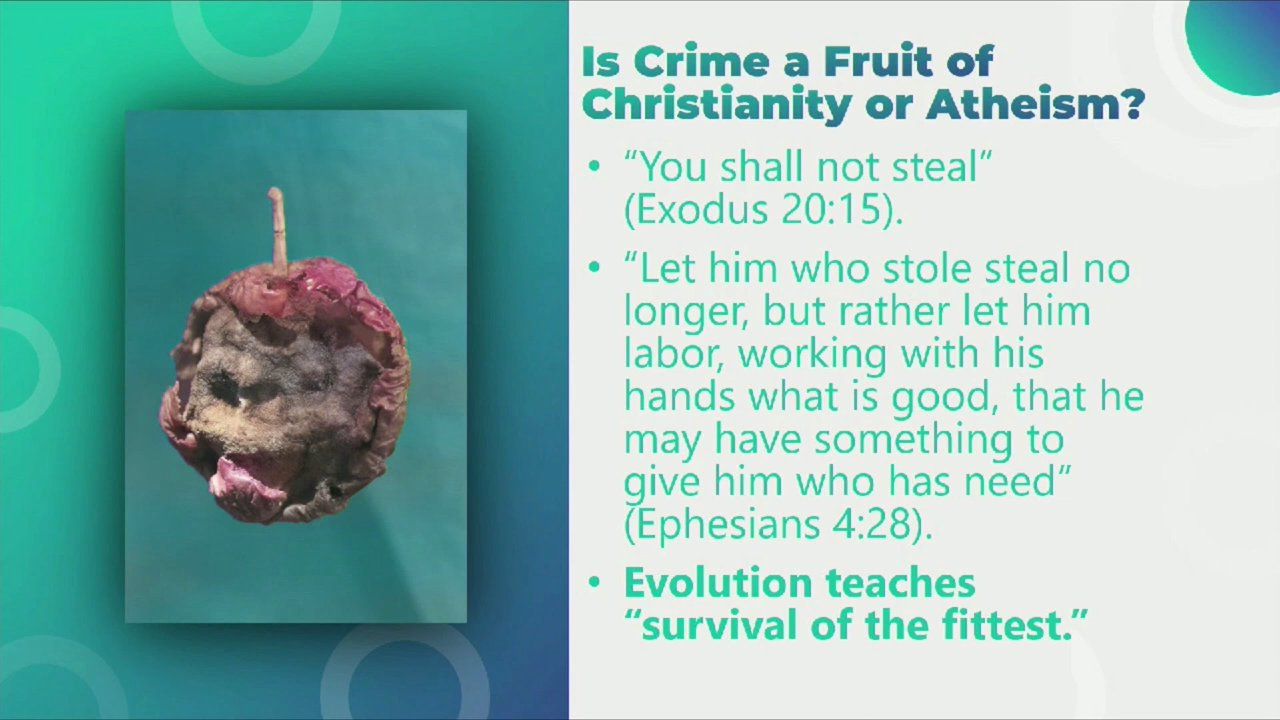 Is Crime a Fruit of
Christianity or Atheism?
• “You shall not steal”
(Exodus 20:15).
• “Let him who stole steal no
longer, but rather let him
labor, working with his
hands what is good, that he
may have something to
give him who has need”
(Ephesians 4:28).
• Evolution teaches
“survival of the fittest.”